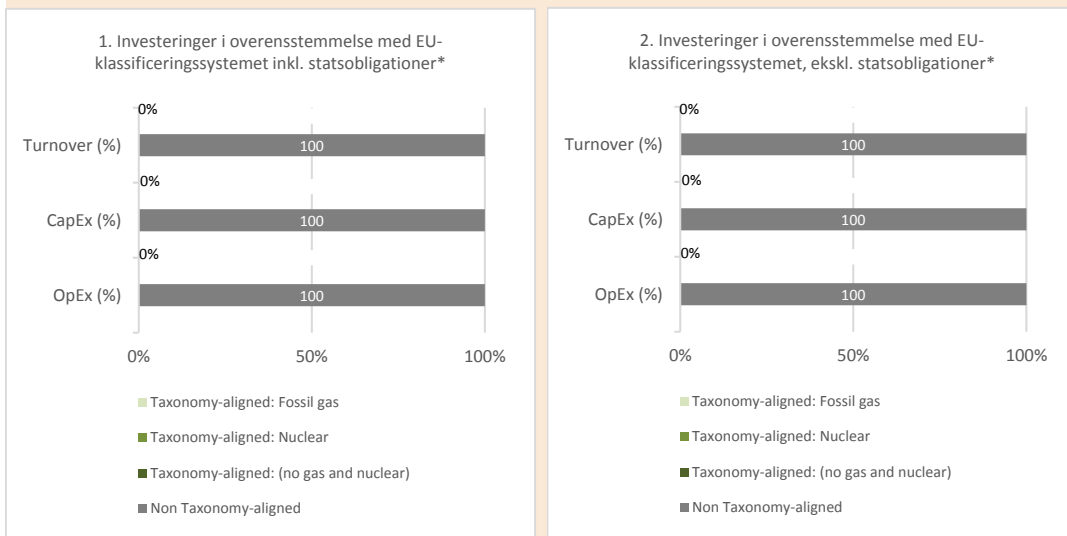 1. Investeringer i overensstemmelse med EU-
klassificeringssystemet inkl. statsobligationer*
0%
Turnover (%)
100
0%
CapEx (%)
100
0%
OpEx (%)
100
0%
50%
100%
Taxonomy-aligned: Fossil gas
Taxonomy-aligned: Nuclear
Taxonomy-aligned: (no gas and nuclear)
Non Taxonomy-aligned
2. Investeringer i overensstemmelse med EU-
klassificeringssystemet, ekskl. statsobligationer*
0%
Turnover (%)
100
0%
CapEx (%)
100
0%
OpEx (%)
100
0%
50%
100%
Taxonomy-aligned: Fossil gas
Taxonomy-aligned: Nuclear
Taxonomy-aligned: (no gas and nuclear)
Non Taxonomy-aligned